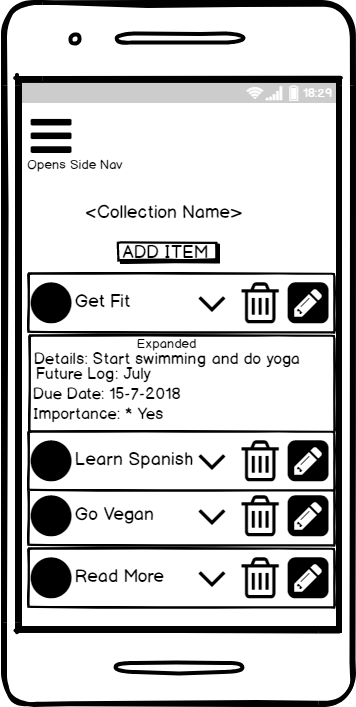 18:29
Opens Side Nav
<Collection Name>
ADD ITEM
Get Fit
Expanded
Details: Start swimming and do yoga
Future Log: July
Due Date: 15-7-2018
Importance: * Yes
Learn Spanish
Go Vegan
Read More